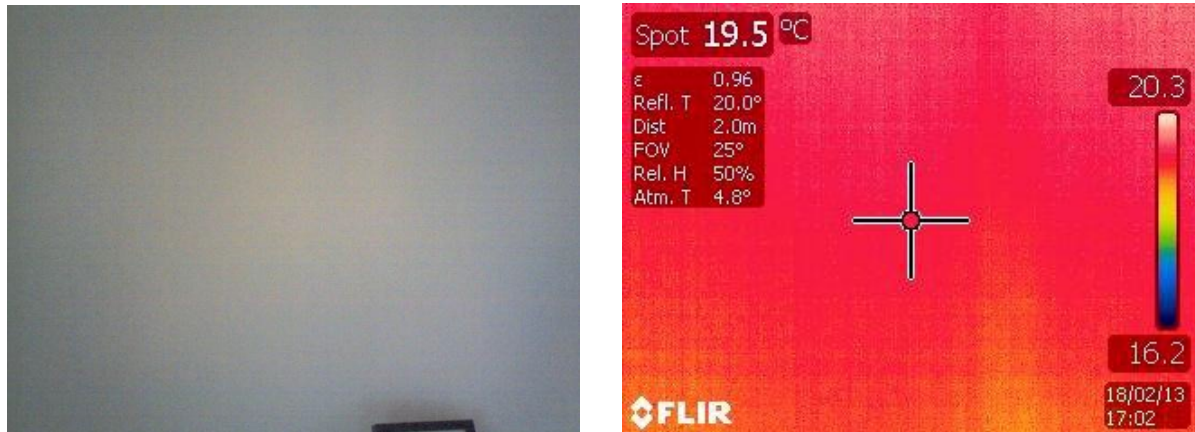 Spot 19.5 °C
ε 0.96
Refl. T 20.0°
Dist 2.0m
FOV 25°
Rel. H 50%
Atm. T 4.8°
20.3
16.2
18/02/13
17:02
FLIR